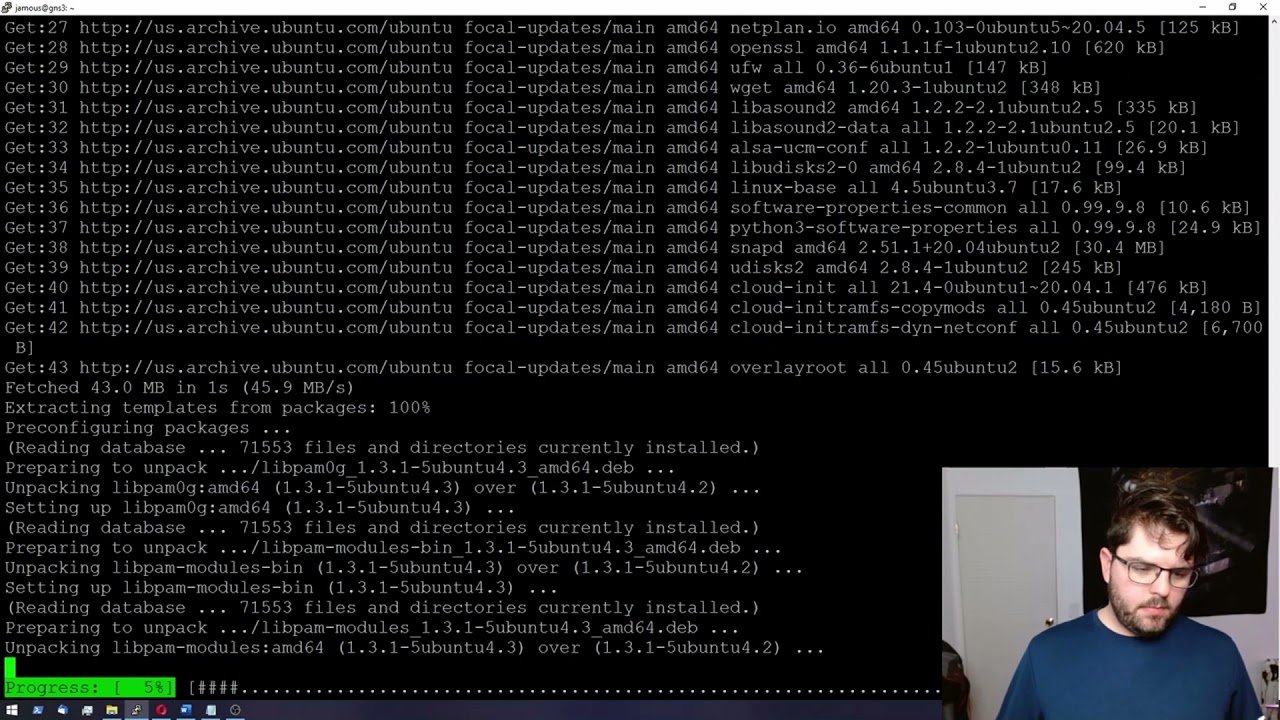 jamous@gns3: ~
Get:27 http://us.archive.ubuntu.com/ubuntu focal-updates/main amd64 netplan.io amd64 0.103-0ubuntu5~20.04.5 [125 kB]
Get:28 http://us.archive.ubuntu.com/ubuntu focal-updates/main amd64 openssl amd64 1.1.1f-1ubuntu2.10 [620 kB]
Get:29 http://us.archive.ubuntu.com/ubuntu focal-updates/main amd64 ufw all 0.36-6ubuntu1 [147 kB]
Get:30 http://us.archive.ubuntu.com/ubuntu focal-updates/main amd64 wget amd64 1.20.3-1ubuntu2 [348 kB]
Get:31 http://us.archive.ubuntu.com/ubuntu focal-updates/main amd64 libasound2 amd64 1.2.2-2.1ubuntu2.5 [335 kB]
Get:32 http://us.archive.ubuntu.com/ubuntu focal-updates/main amd64 libasound2-data all 1.2.2-2.1ubuntu2.5 [20.1 kB]
Get:33 http://us.archive.ubuntu.com/ubuntu focal-updates/main amd64 alsa-ucm-conf all 1.2.2-1ubuntu0.11 [26.9 kB]
Get:34 http://us.archive.ubuntu.com/ubuntu focal-updates/main amd64 libudisks2-0 amd64 2.8.4-1ubuntu2 [99.4 kB]
Get:35 http://us.archive.ubuntu.com/ubuntu focal-updates/main amd64 linux-base all 4.5ubuntu3.7 [17.6 kB]
Get:36 http://us.archive.ubuntu.com/ubuntu focal-updates/main amd64 software-properties-common all 0.99.9.8 [10.6 kB]
Get:37 http://us.archive.ubuntu.com/ubuntu focal-updates/main amd64 python3-software-properties all 0.99.9.8 [24.9 kB]
Get:38 http://us.archive.ubuntu.com/ubuntu focal-updates/main amd64 snapd amd64 2.51.1+20.04ubuntu2 [30.4 MB]
Get:39 http://us.archive.ubuntu.com/ubuntu focal-updates/main amd64 udisks2 amd64 2.8.4-1ubuntu2 [245 kB]
Get:40 http://us.archive.ubuntu.com/ubuntu focal-updates/main amd64 cloud-init all 21.4-0ubuntu1~20.04.1 [476 kB]
Get:41 http://us.archive.ubuntu.com/ubuntu focal-updates/main amd64 cloud-initramfs-copymods all 0.45ubuntu2 [4,180 B]
Get:42 http://us.archive.ubuntu.com/ubuntu focal-updates/main amd64 cloud-initramfs-dyn-netconf all 0.45ubuntu2 [6,700
B]
Get:43 http://us.archive.ubuntu.com/ubuntu focal-updates/main amd64 overlayroot all 0.45ubuntu2 [15.6 kB]
Fetched 43.0 MB in 1s (45.9 MB/s)
Extracting templates from packages: 100%
Preconfiguring packages ...
(Reading database ... 71553 files and directories currently installed.)
Preparing to unpack .../libpam0g_1.3.1-5ubuntu4.3_amd64.deb ...
Unpacking libpam0g:amd64 (1.3.1-5ubuntu4.3) over (1.3.1-5ubuntu4.2) ...
Setting up libpam0g:amd64 (1.3.1-5ubuntu4.3) ...
(Reading database ... 71553 files and directories currently installed.)
Preparing to unpack .../libpam-modules-bin_1.3.1-5ubuntu4.3_amd64.deb ...
Unpacking libpam-modules-bin (1.3.1-5ubuntu4.3) over (1.3.1-5ubuntu4.2) ...
Setting up libpam-modules-bin (1.3.1-5ubuntu4.3) ...
(Reading database ... 71553 files and directories currently installed.)
Preparing to unpack .../libpam-modules_1.3.1-5ubuntu4.3_amd64.deb ...
Unpacking libpam-modules:amd64 (1.3.1-5ubuntu4.3) over (1.3.1-5ubuntu4.2) ...
Progress: [  5%] [####..................................................................